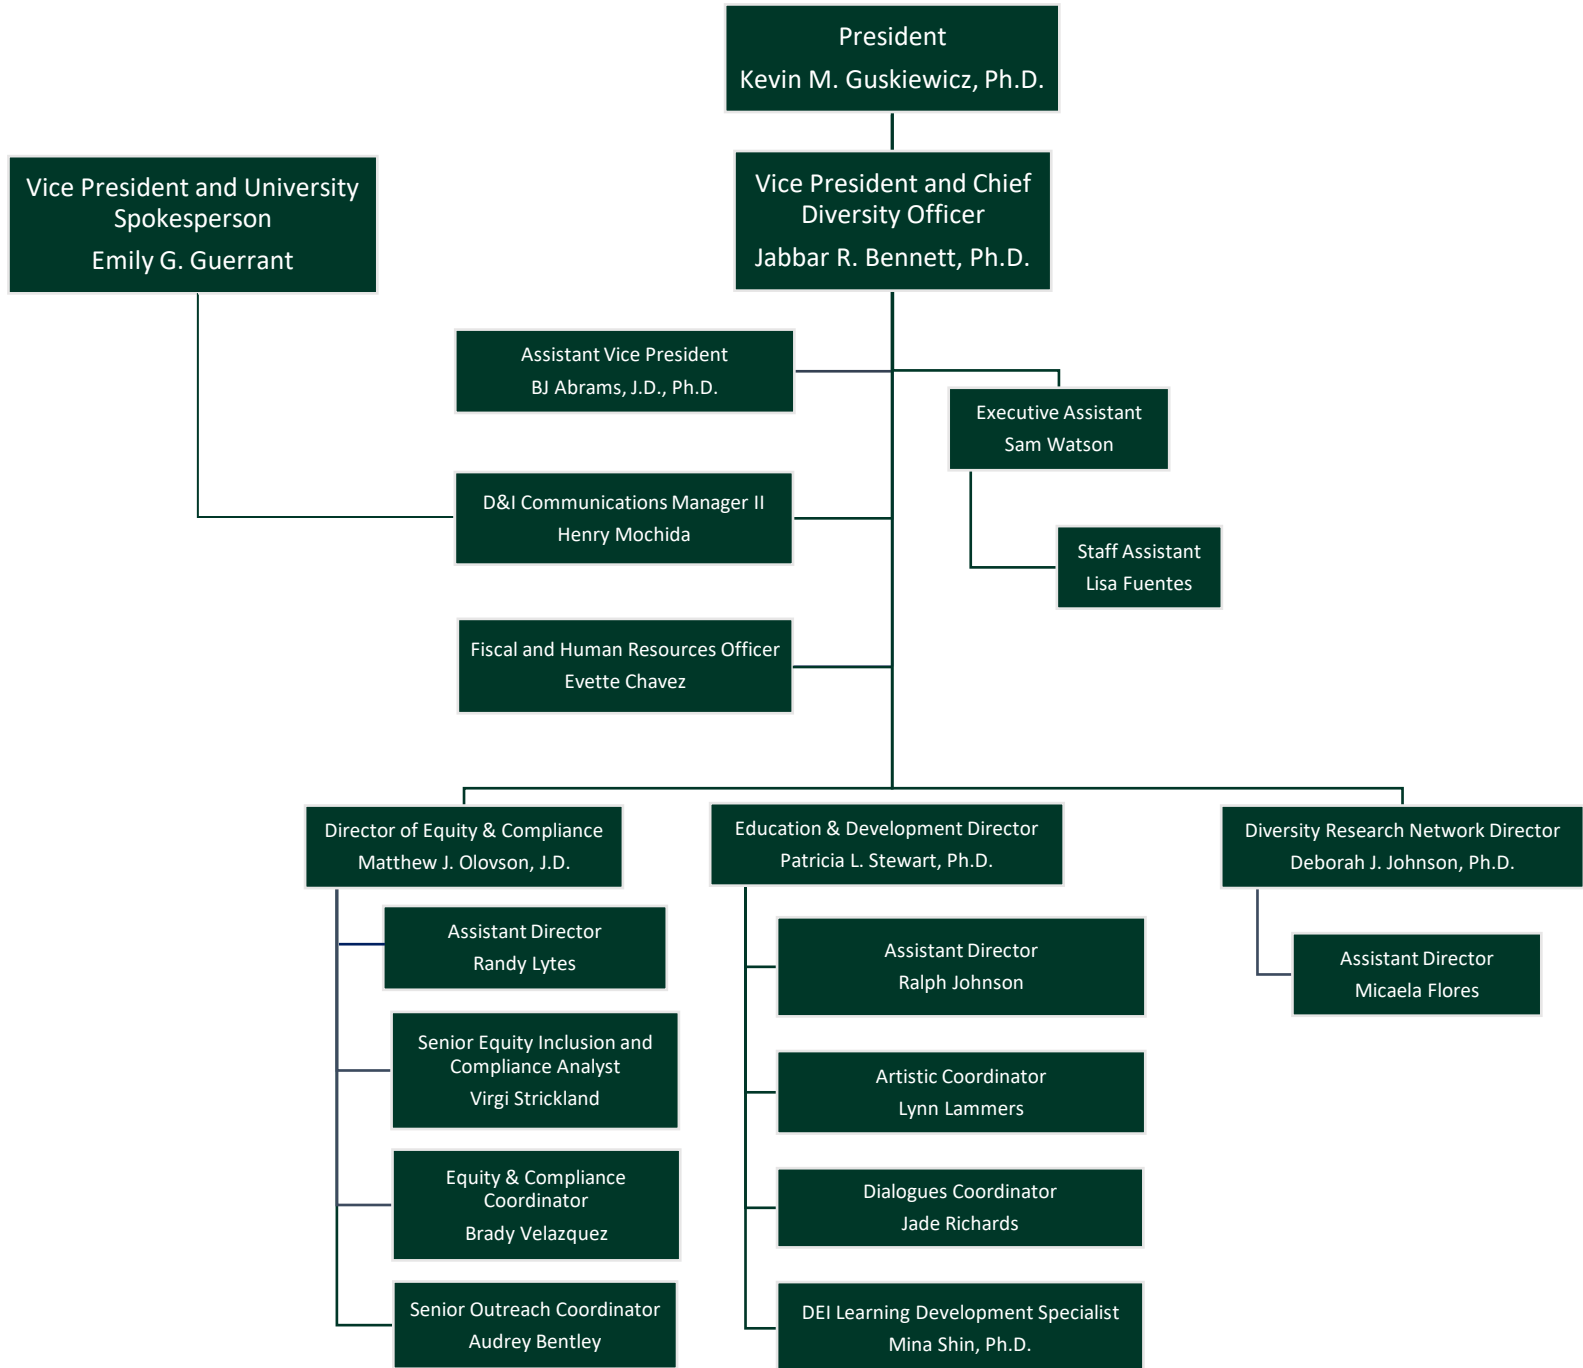 President
Kevin M. Guskiewicz, Ph.D.
Vice President and University
Spokesperson
Emily G. Guerrant
Vice President and Chief
Diversity Officer
Jabbar R. Bennett, Ph.D.
Assistant Vice President
BJ Abrams, J.D., Ph.D.
Executive Assistant
Sam Watson
D&I Communications Manager II
Henry Mochida
Staff Assistant
Lisa Fuentes
Fiscal and Human Resources Officer
Evette Chavez
Director of Equity & Compliance
Matthew J. Olovson, J.D.
Assistant Director
Randy Lytes
Senior Equity Inclusion and
Compliance Analyst
Virgi Strickland
Equity & Compliance
Coordinator
Brady Velazquez
Senior Outreach Coordinator
Audrey Bentley
Education & Development Director
Patricia L. Stewart, Ph.D.
Assistant Director
Ralph Johnson
Artistic Coordinator
Lynn Lammers
Dialogues Coordinator
Jade Richards
DEI Learning Development Specialist
Mina Shin, Ph.D.
Diversity Research Network Director
Deborah J. Johnson, Ph.D.
Assistant Director
Micaela Flores